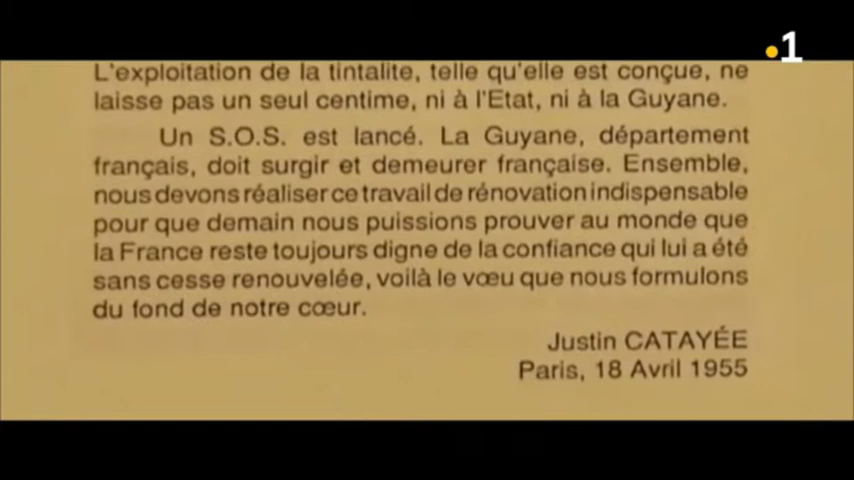 1
L'exploitation de la tintalite, telle qu'elle est conçue, ne
laisse pas un seul centime, ni à l'Etat, ni à la Guyane.
Un S.O.S. est lancé. La Guyane, département
français, doit surgir et demeurer française. Ensemble,
nous devons réaliser ce travail de rénovation indispensable
pour que demain nous puissions prouver au monde que
la France reste toujours digne de la confiance qui lui a été
sans cesse renouvelée, voilà le vœu que nous formulons
du fond de notre cœur.
Justin CATAYÉE
Paris, 18 Avril 1955